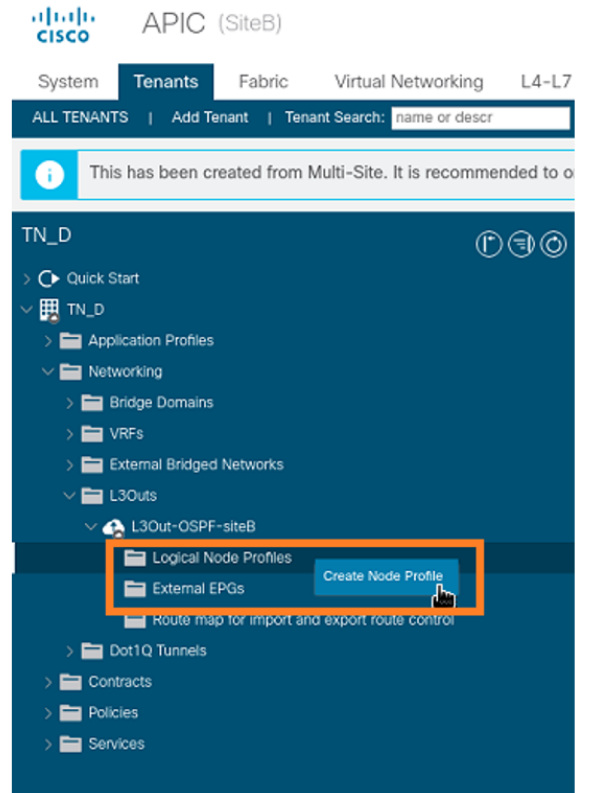 CISCO
APIC (SiteB)
System Tenants Fabric Virtual Networking L4-L7
ALL TENANTS | Add Tenant | Tenant Search: name or descr
i This has been created from Multi-Site. It is recommended to o
TN_D
Quick Start
TN_D
Application Profiles
Networking
Bridge Domains
VRFs
External Bridged Networks
L3Outs
L3Out-OSPF-siteB
Logical Node Profiles
Create Node Profile
External EPGs
Route map for import and export route control
Dot1Q Tunnels
Contracts
Policies
Services